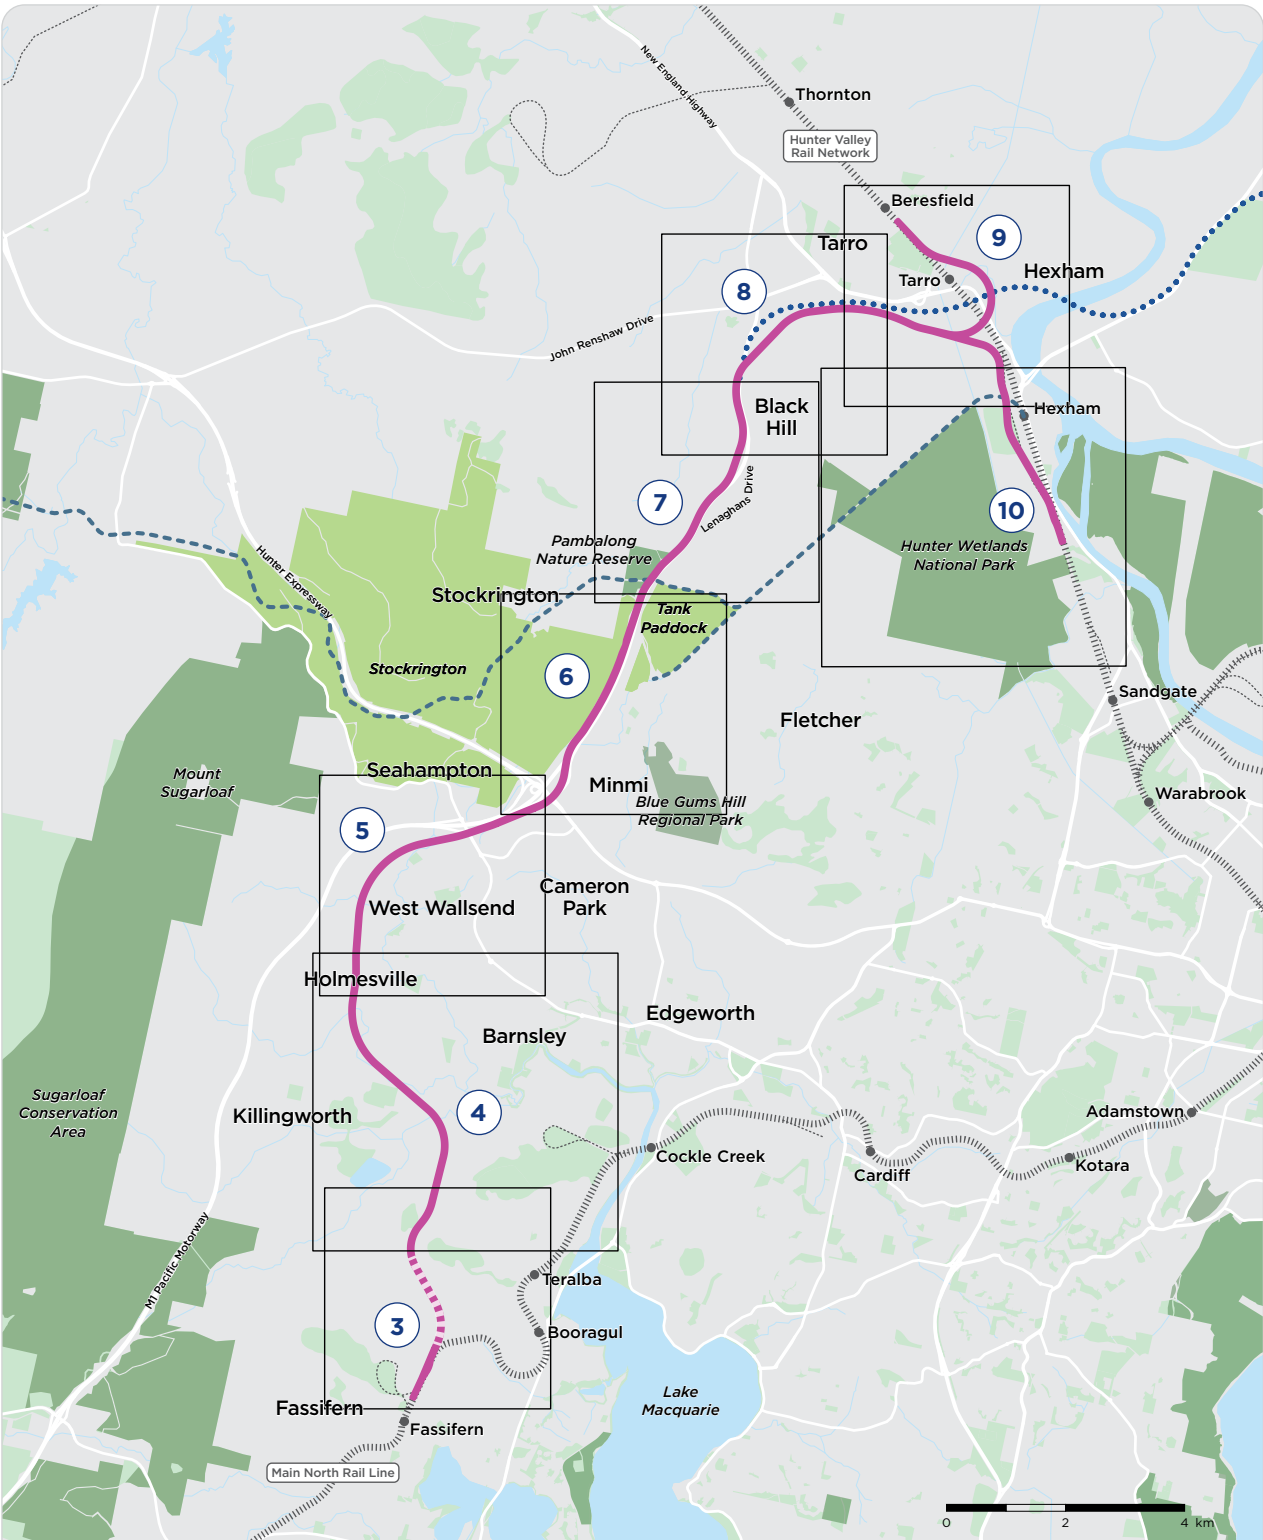 New England Highway
Thornton
Hunter Valley
Rail Network
Beresfield
9
Tarro
Hexham
Tarro
8
John Renshaw Drive
Black
Hill
Hexham
7
Lenaghans Drive
10
Pambalong
Nature Reserve
Hunter Wetlands
National Park
Hunter Expressway
Stockrington
Tank
Paddock
Stockrington
6
Sandgate
Fletcher
Mount
Sugarloaf
Seahampton
Minmi
Blue Gums Hill
Regional Park
Warabrook
5
Cameron
Park
West Wallsend
Holmesville
Edgeworth
Barnsley
Sugarloaf
Conservation
Area
Killingworth
4
Adamstown
Cockle Creek
Cardiff
Kotara
M1 Pacific Motorway
Teralba
3
Booragul
Lake
Macquarie
Fassifern
Fassifern
Main North Rail Line
0 2 4 km